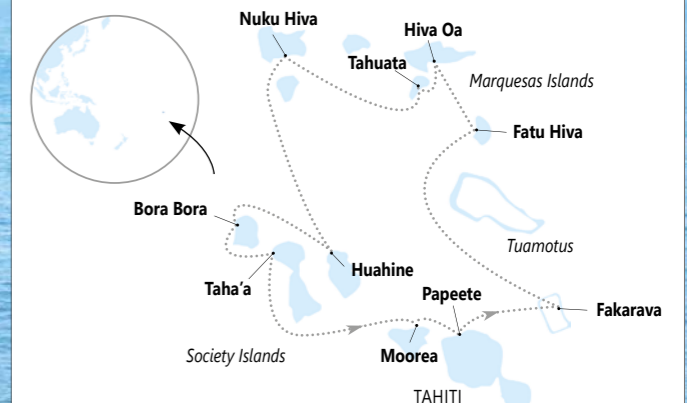 Nuku Hiva
Hiva Oa
Tahuata
Marquesas Islands
Fatu Hiva
Bora Bora
Tuamotus
Huahine
Taha'a
Papeete
Fakarava
Society Islands
Moorea
TAHITI